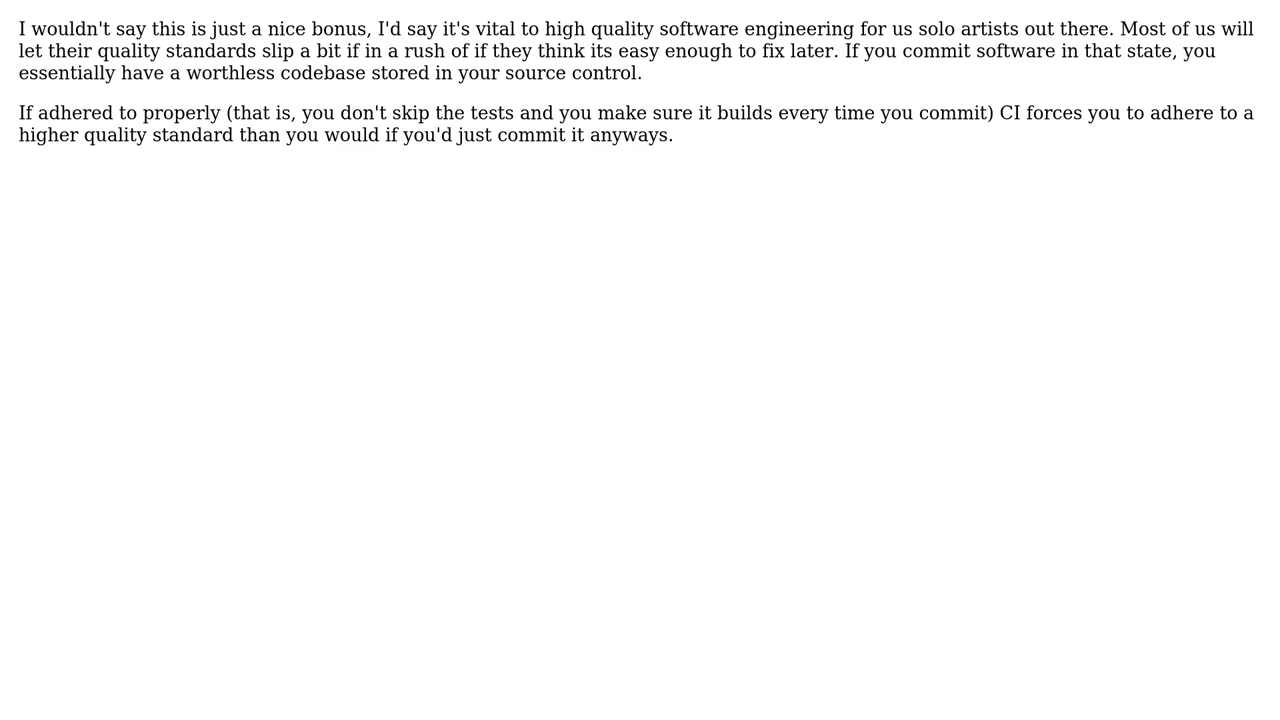 I wouldn't say this is just a nice bonus, I'd say it's vital to high quality software engineering for us solo artists out there. Most of us will
let their quality standards slip a bit if in a rush of if they think its easy enough to fix later. If you commit software in that state, you
essentially have a worthless codebase stored in your source control.
If adhered to properly (that is, you don't skip the tests and you make sure it builds every time you commit) CI forces you to adhere to a
higher quality standard than you would if you'd just commit it anyways.